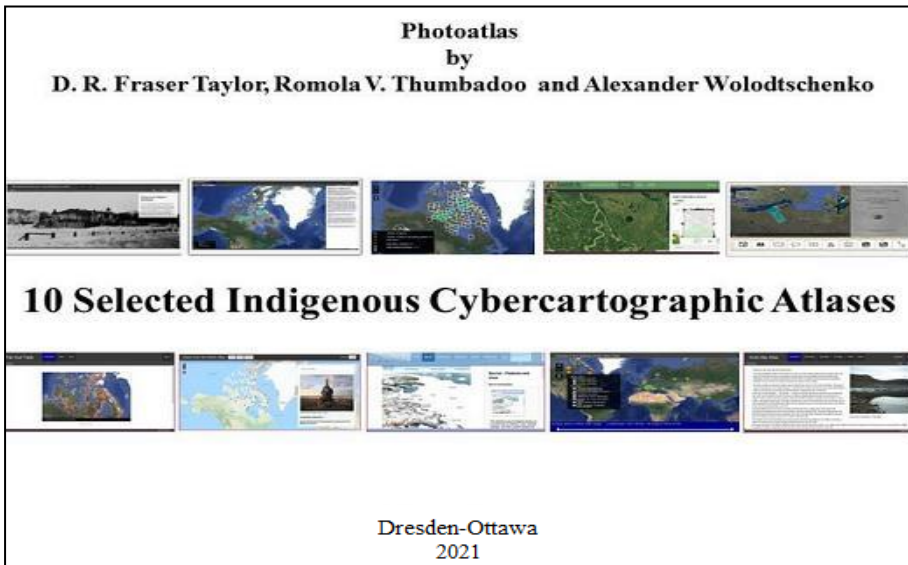 Photoatlas
by
D. R. Fraser Taylor, Romola V. Thumbadoo and Alexander Wolodtschenko
10 Selected Indigenous Cybercartographic Atlases
Dresden-Ottawa
2021